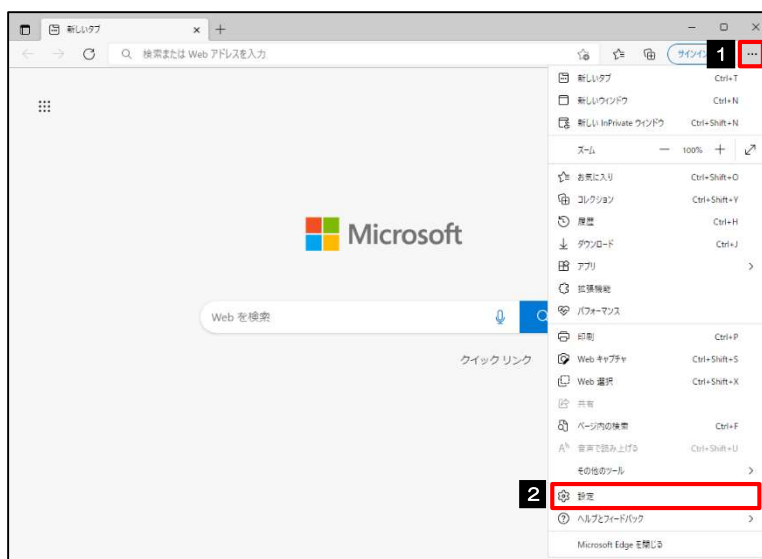 新しいタブ
検索または Web アドレスを入力
1
新しいタブ Ctrl+T
新しいウィンドウ Ctrl+N
新しい InPrivate ウィンドウ Ctrl+Shift+N
ズーム 100%
お気に入り Ctrl+Shift+O
コレクション Ctrl+Shift+Y
履歴 Ctrl+H
ダウンロード Ctrl+J
アプリ
拡張機能
パフォーマンス
印刷 Ctrl+P
Web キャプチャ Ctrl+Shift+S
Web 選択 Ctrl+Shift+X
共有
ページ内の検索 Ctrl+F
音声で読み上げる Ctrl+Shift+U
その他のツール
2 設定
ヘルプとフィードバック
Microsoft Edge を閉じる
Microsoft
Web を検索
クイック リンク